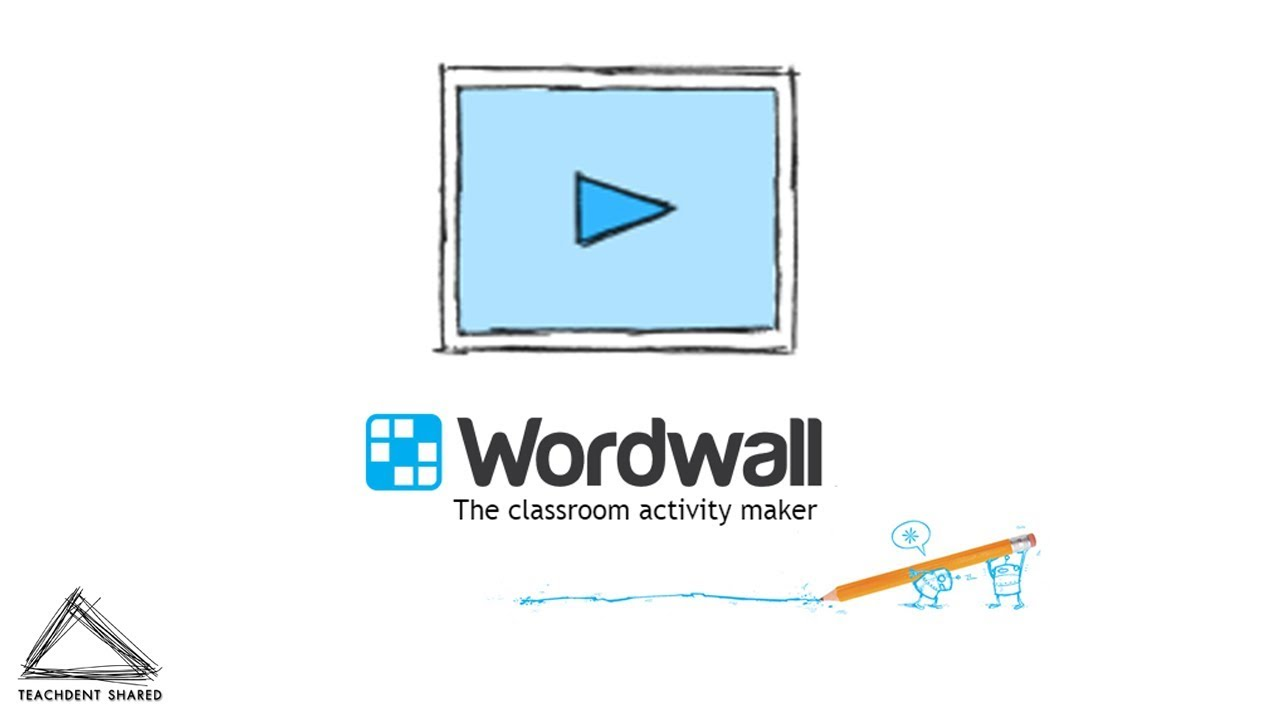 Wordwall
The classroom activity maker
TEACHDENT SHARED